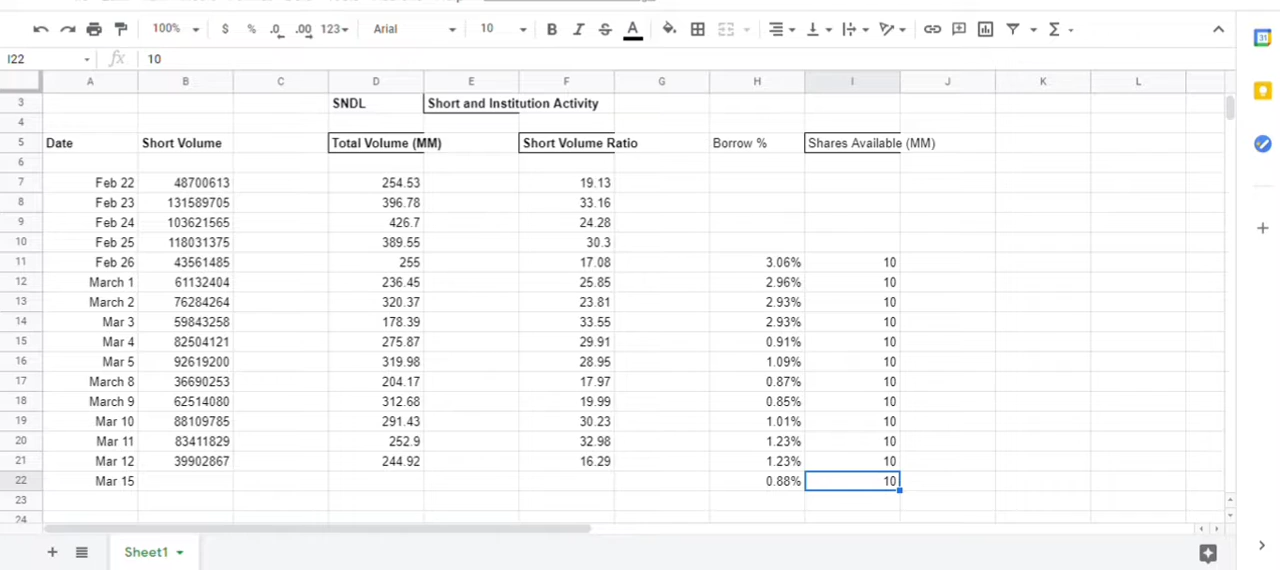 100% $ % .0 .00 123 Arial 10 B I S A
I22 fx 10
A B C D E F G H I J K L
3 SNDL Short and Institution Activity
4
5 Date Short Volume Total Volume (MM) Short Volume Ratio Borrow % Shares Available (MM)
6
7 Feb 22 48700613 254.53 19.13
8 Feb 23 131589705 396.78 33.16
9 Feb 24 103621565 426.7 24.28
10 Feb 25 118031375 389.55 30.3
11 Feb 26 43561485 255 17.08 3.06% 10
12 March 1 61132404 236.45 25.85 2.96% 10
13 March 2 76284264 320.37 23.81 2.93% 10
14 Mar 3 59843258 178.39 33.55 2.93% 10
15 Mar 4 82504121 275.87 29.91 0.91% 10
16 Mar 5 92619200 319.98 28.95 1.09% 10
17 March 8 36690253 204.17 17.97 0.87% 10
18 March 9 62514080 312.68 19.99 0.85% 10
19 Mar 10 88109785 291.43 30.23 1.01% 10
20 Mar 11 83411829 252.9 32.98 1.23% 10
21 Mar 12 39902867 244.92 16.29 1.23% 10
22 Mar 15 0.88% 10
23
24
Sheet1
31